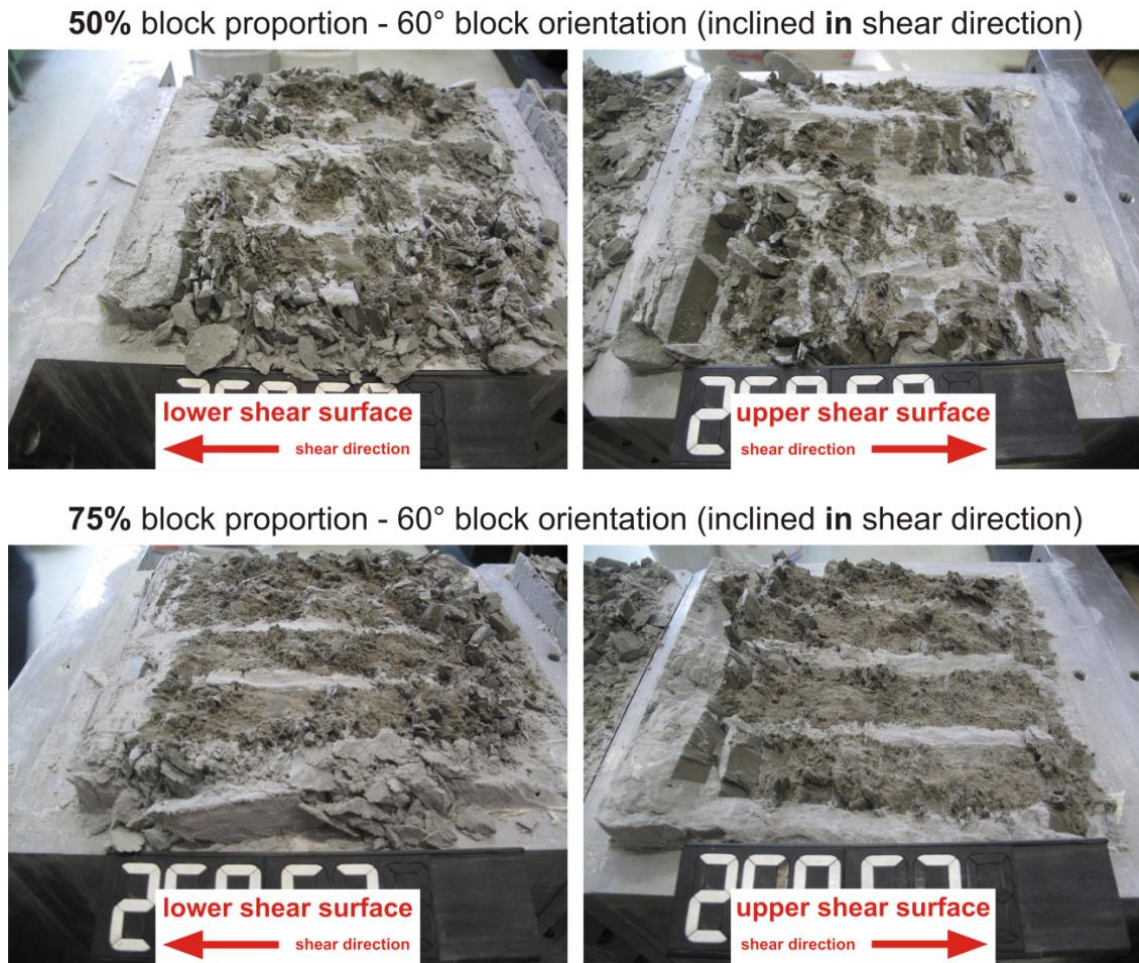 50% block proportion - 60° block orientation (inclined in shear direction)
lower shear surface
shear direction
upper shear surface
shear direction
75% block proportion - 60° block orientation (inclined in shear direction)
lower shear surface
shear direction
upper shear surface
shear direction